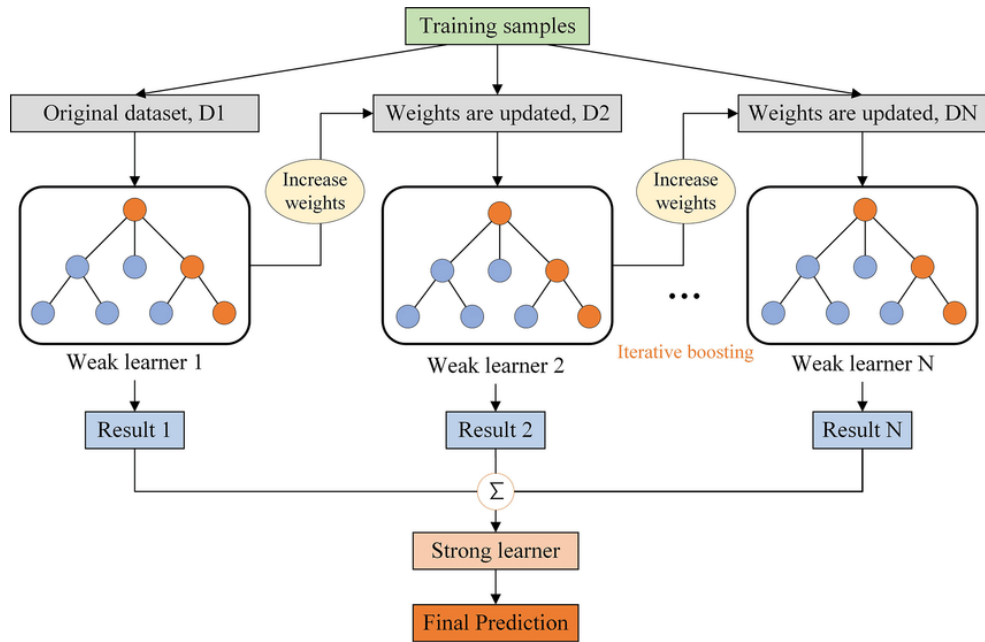 Training samples
Original dataset, D1
Weights are updated, D2
Weights are updated, DN
Increase
weights
Increase
weights
...
Iterative boosting
Weak learner 1
Weak learner 2
Weak learner N
Result 1
Result 2
Result N
Σ
Strong learner
Final Prediction